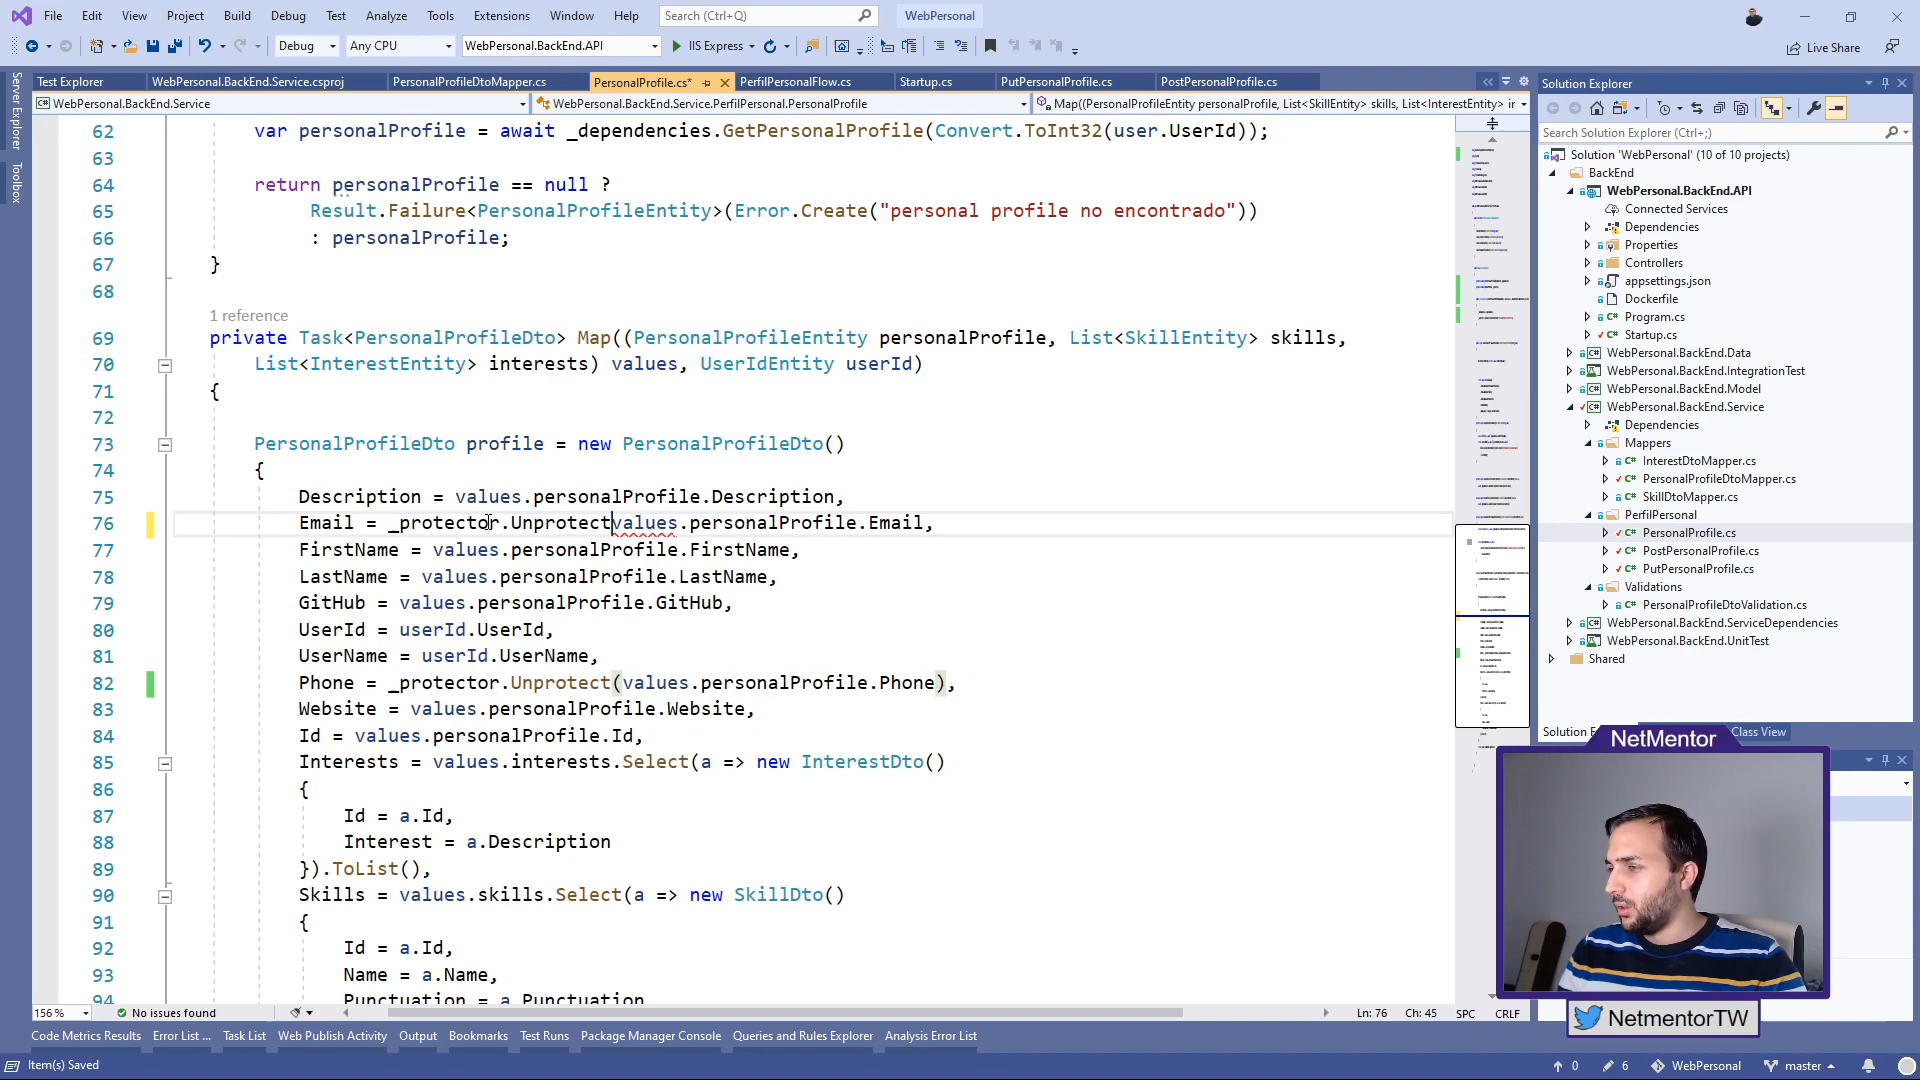 File Edit View Project Build Debug Test Analyze Tools Extensions Window Help Search (Ctrl+Q) WebPersonal
Debug Any CPU WebPersonal.BackEnd.API IIS Express Live Share
Server Explorer
Toolbox
Test Explorer WebPersonal.BackEnd.Service.csproj PersonalProfileDtoMapper.cs PersonalProfile.cs* PerfilPersonalFlow.cs Startup.cs PutPersonalProfile.cs PostPersonalProfile.cs
WebPersonal.BackEnd.Service WebPersonal.BackEnd.Service.PerfilPersonal.PersonalProfile Map((PersonalProfileEntity personalProfile, List<SkillEntity> skills, List<InterestEntity> ir
62 var personalProfile = await _dependencies.GetPersonalProfile(Convert.ToInt32(user.UserId));
63
64 return personalProfile == null ?
65 Result.Failure<PersonalProfileEntity>(Error.Create("personal profile no encontrado"))
66 : personalProfile;
67 }
68
1 reference
69 private Task<PersonalProfileDto> Map((PersonalProfileEntity personalProfile, List<SkillEntity> skills,
70 List<InterestEntity> interests) values, UserIdEntity userId)
71 {
72
73 PersonalProfileDto profile = new PersonalProfileDto()
74 {
75 Description = values.personalProfile.Description,
76 Email = _protector.Unprotectvalues.personalProfile.Email,
77 FirstName = values.personalProfile.FirstName,
78 LastName = values.personalProfile.LastName,
79 GitHub = values.personalProfile.GitHub,
80 UserId = userId.UserId,
81 UserName = userId.UserName,
82 Phone = _protector.Unprotect(values.personalProfile.Phone),
83 Website = values.personalProfile.Website,
84 Id = values.personalProfile.Id,
85 Interests = values.interests.Select(a => new InterestDto()
86 {
87 Id = a.Id,
88 Interest = a.Description
89 }).ToList(),
90 Skills = values.skills.Select(a => new SkillDto()
91 {
92 Id = a.Id,
93 Name = a.Name,
94 Punctuation = a.Punctuation
156 % No issues found Ln: 76 Ch: 45 SPC CRLF
Code Metrics Results Error List ... Task List Web Publish Activity Output Bookmarks Test Runs Package Manager Console Queries and Rules Explorer Analysis Error List
Item(s) Saved 0 6 WebPersonal master
Solution Explorer
Search Solution Explorer (Ctrl+;)
Solution 'WebPersonal' (10 of 10 projects)
BackEnd
WebPersonal.BackEnd.API
Connected Services
Dependencies
Properties
Controllers
appsettings.json
Dockerfile
C# Program.cs
C# Startup.cs
WebPersonal.BackEnd.Data
WebPersonal.BackEnd.IntegrationTest
WebPersonal.BackEnd.Model
WebPersonal.BackEnd.Service
Dependencies
Mappers
C# InterestDtoMapper.cs
C# PersonalProfileDtoMapper.cs
C# SkillDtoMapper.cs
PerfilPersonal
C# PersonalProfile.cs
C# PostPersonalProfile.cs
C# PutPersonalProfile.cs
Validations
C# PersonalProfileDtoValidation.cs
WebPersonal.BackEnd.ServiceDependencies
WebPersonal.BackEnd.UnitTest
Shared
Solution E Class View
NetMentor
NetmentorTW